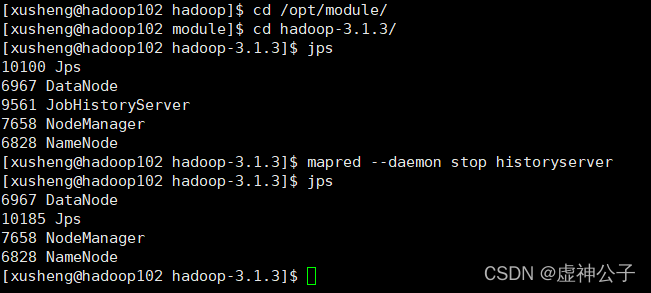 [xusheng@hadoop102 hadoop]$ cd /opt/module/
[xusheng@hadoop102 module]$ cd hadoop-3.1.3/
[xusheng@hadoop102 hadoop-3.1.3]$ jps
10100 Jps
6967 DataNode
9561 JobHistoryServer
7658 NodeManager
6828 NameNode
[xusheng@hadoop102 hadoop-3.1.3]$ mapred --daemon stop historyserver
[xusheng@hadoop102 hadoop-3.1.3]$ jps
6967 DataNode
10185 Jps
7658 NodeManager
6828 NameNode
[xusheng@hadoop102 hadoop-3.1.3]$
CSDN @虚神公子